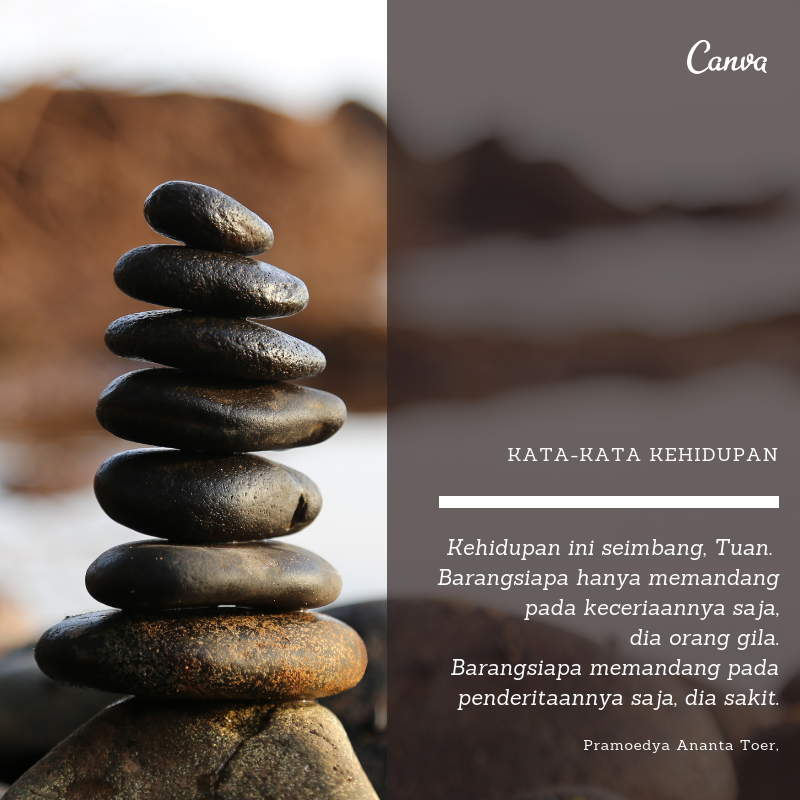 Canva
KATA-KATA KEHIDUPAN
Kehidupan ini seimbang, Tuan.
Barangsiapa hanya memandang
pada keceriaannya saja,
dia orang gila.
Barangsiapa memandang pada
penderitaannya saja, dia sakit.
Pramoedya Ananta Toer,